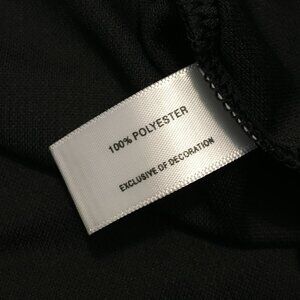 100% POLYESTER
EXCLUSIVE OF DECORATION